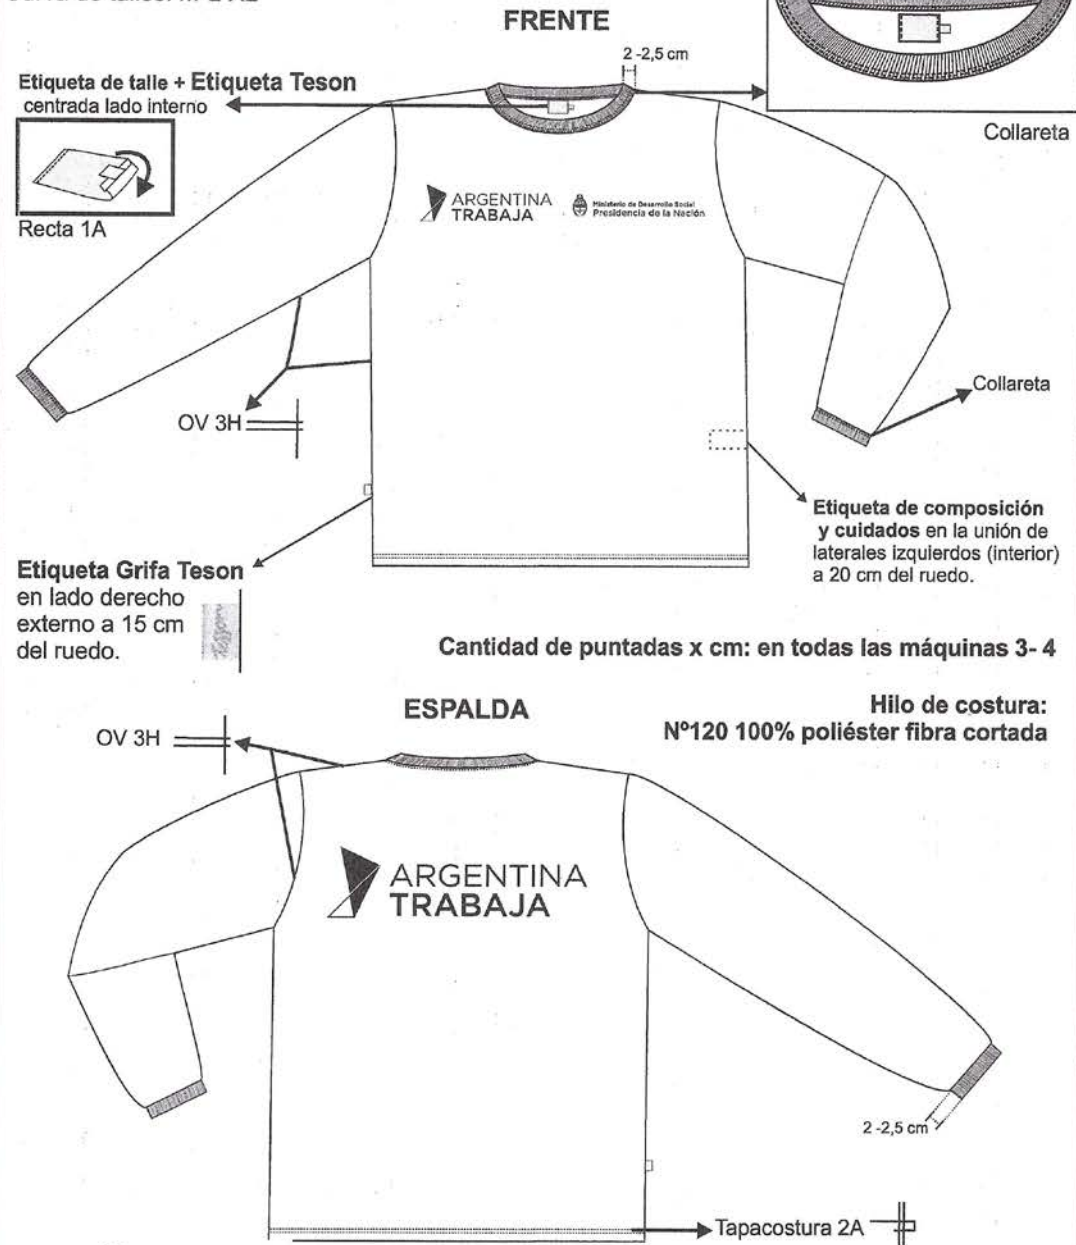 FRENTE
2 -2,5 cm
Etiqueta de talle + Etiqueta Teson
centrada lado interno
Collareta
Recta 1A
ARGENTINA
TRABAJA
Ministerio de Desarrollo Social
Presidencia de la Nación
Collareta
OV 3H
Etiqueta de composición
y cuidados en la unión de
laterales izquierdos (interior)
a 20 cm del ruedo.
Etiqueta Grifa Teson
en lado derecho
externo a 15 cm
del ruedo.
Cantidad de puntadas x cm: en todas las máquinas 3- 4
ESPALDA
Hilo de costura:
Nº120 100% poliéster fibra cortada
OV 3H
ARGENTINA
TRABAJA
2 -2,5 cm
Tapacostura 2A